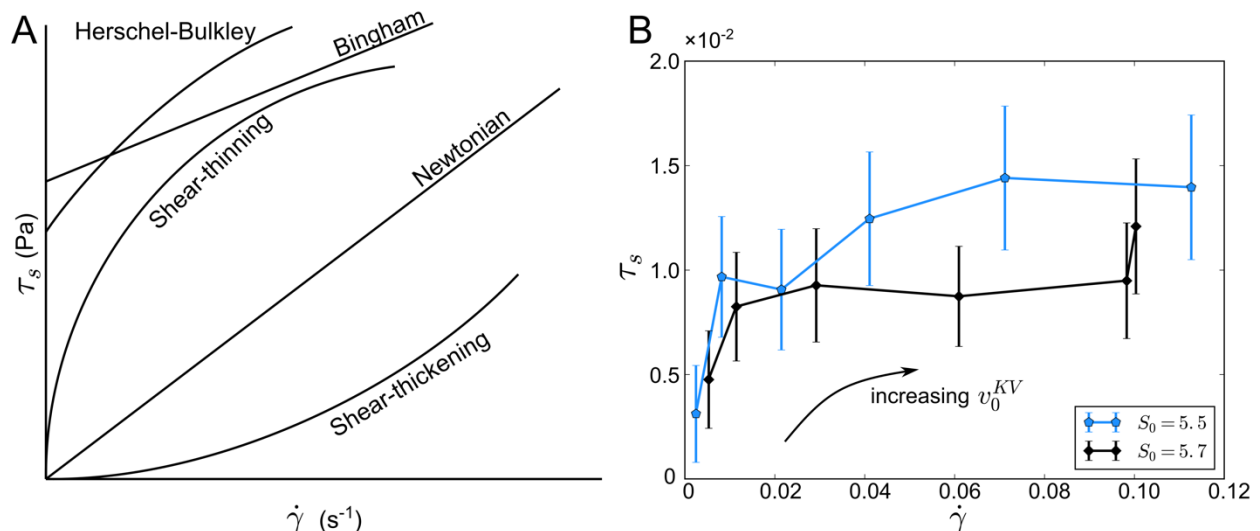 A
Herschel-Bulkley
Bingham
Shear-thinning
Newtonian
Shear-thickening
τ_s (Pa)
γ̇ (s⁻¹)
B
×10⁻²
2.0
1.5
1.0
0.5
0
τ_s
increasing v₀ᴷⱽ
S₀ = 5.5
S₀ = 5.7
0 0.02 0.04 0.06 0.08 0.10 0.12
γ̇